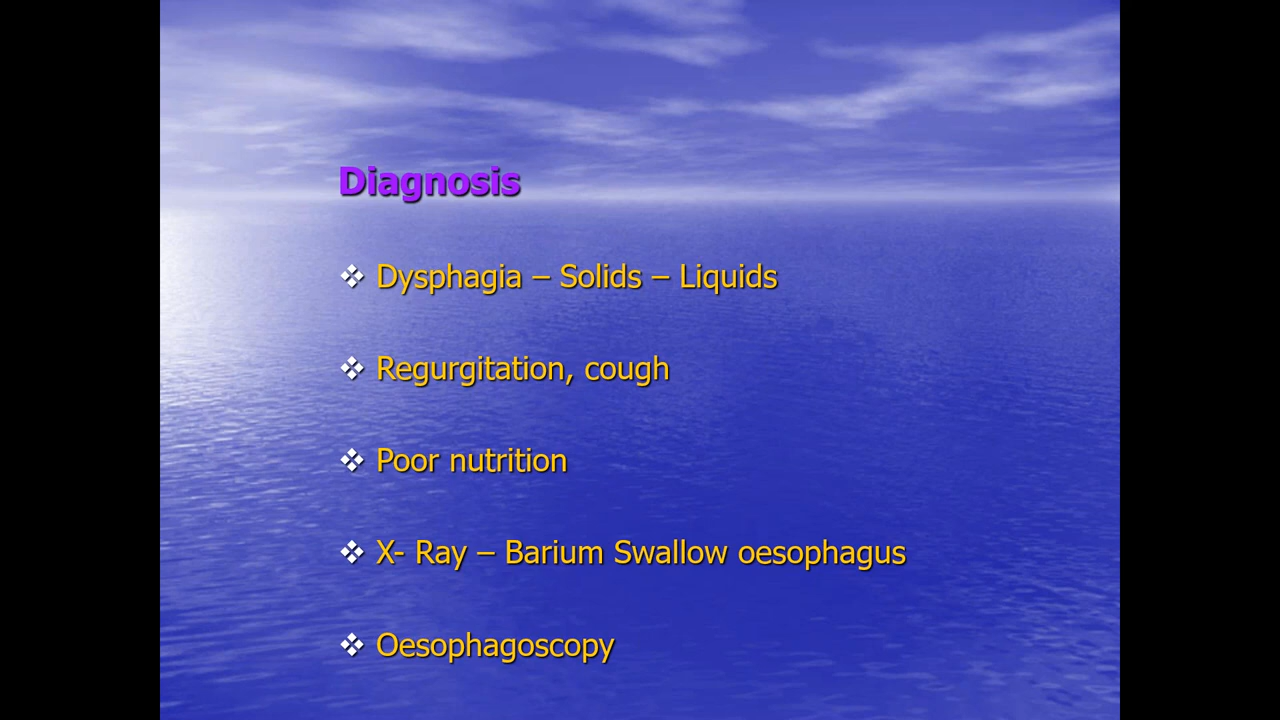 Diagnosis
❖ Dysphagia – Solids – Liquids
❖ Regurgitation, cough
❖ Poor nutrition
❖ X- Ray – Barium Swallow oesophagus
❖ Oesophagoscopy